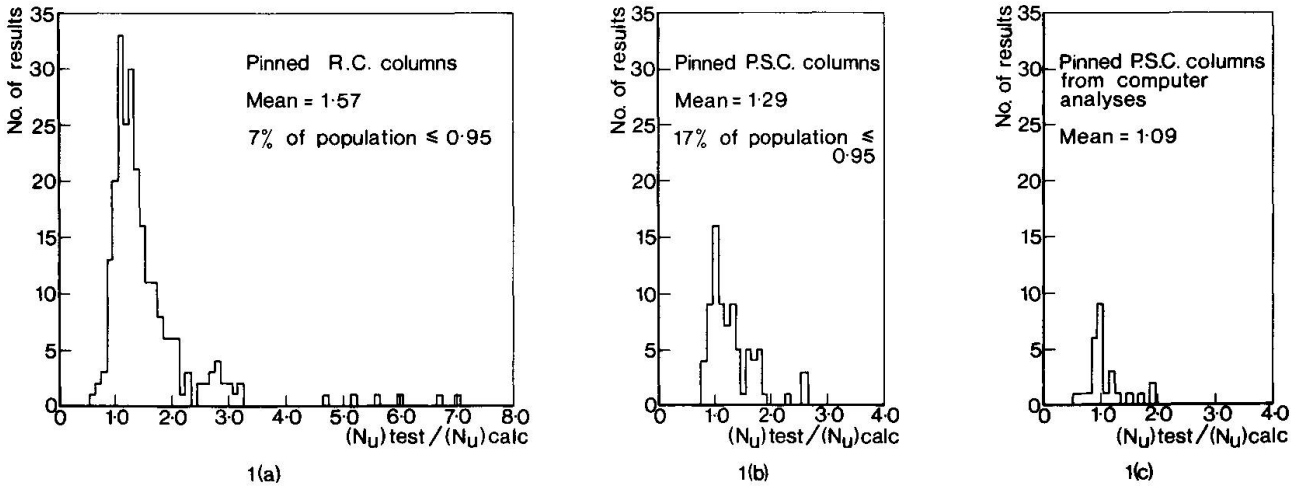 No. of results
35
30
25
20
15
10
5
0
Pinned R.C. columns
Mean = 1·57
7% of population ≤ 0·95
0 1·0 2·0 3·0 4·0 5·0 6·0 7·0 8·0
(Nu)test/(Nu)calc
1(a)
No. of results
35
30
25
20
15
10
5
0
Pinned P.S.C. columns
Mean = 1·29
17% of population ≤
0·95
0 1·0 2·0 3·0 4·0
(Nu)test/(Nu)calc
1(b)
No. of results
35
30
25
20
15
10
5
0
Pinned P.S.C. columns
from computer
analyses
Mean = 1·09
0 1·0 2·0 3·0 4·0
(Nu)test/(Nu)calc
1(c)